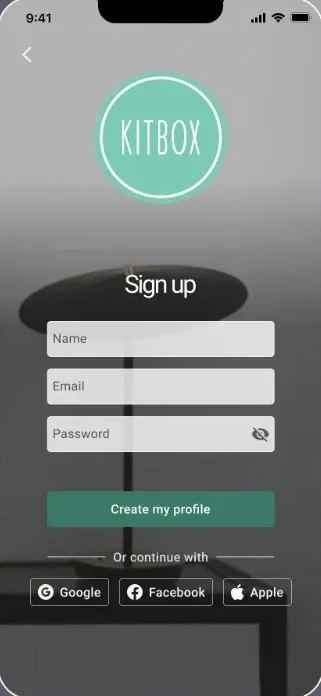 9:41
KITBOX
Sign up
Name
Email
Password
Create my profile
Or continue with
Google
Facebook
Apple